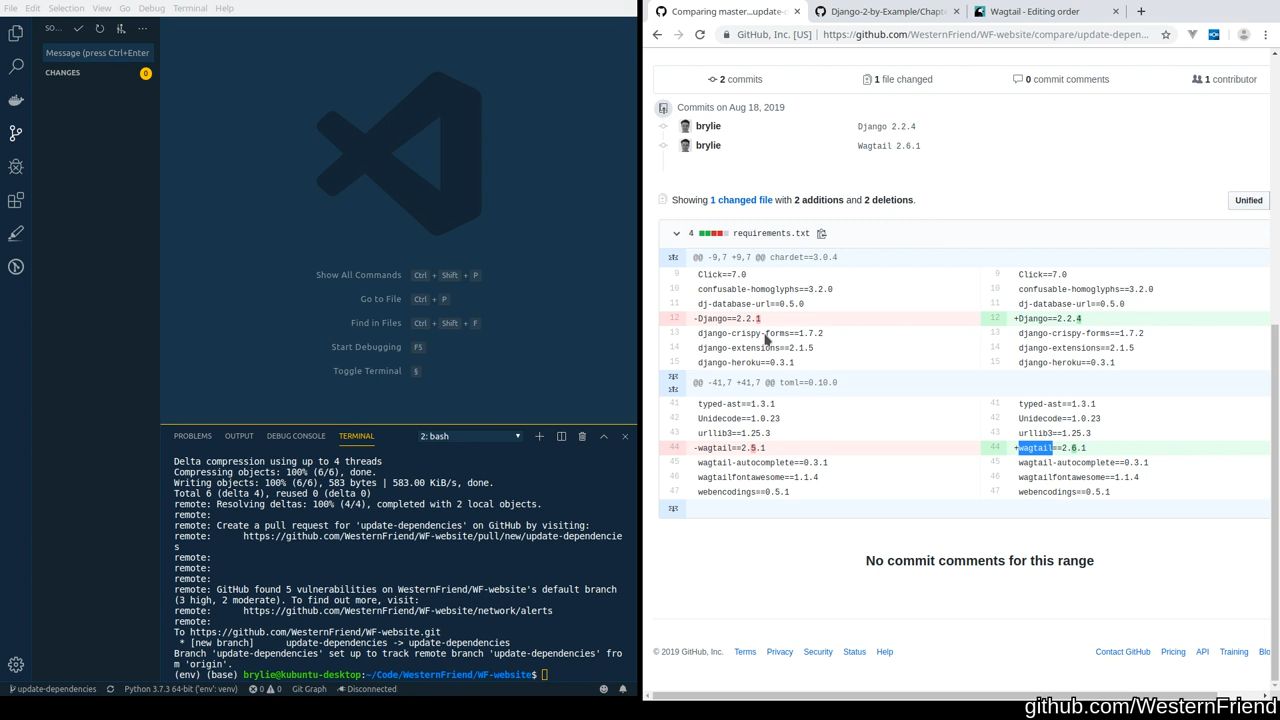 File Edit Selection View Go Debug Terminal Help
SO...
Message (press Ctrl+Enter
CHANGES
0
Show All Commands Ctrl + Shift + P
Go to File Ctrl + P
Find in Files Ctrl + Shift + F
Start Debugging F5
Toggle Terminal §
PROBLEMS OUTPUT DEBUG CONSOLE TERMINAL 2: bash
Delta compression using up to 4 threads
Compressing objects: 100% (6/6), done.
Writing objects: 100% (6/6), 583 bytes | 583.00 KiB/s, done.
Total 6 (delta 4), reused 0 (delta 0)
remote: Resolving deltas: 100% (4/4), completed with 2 local objects.
remote:
remote: Create a pull request for 'update-dependencies' on GitHub by visiting:
remote:      https://github.com/WesternFriend/WF-website/pull/new/update-dependencie
s
remote:
remote:
remote:
remote: GitHub found 5 vulnerabilities on WesternFriend/WF-website's default branch
(3 high, 2 moderate). To find out more, visit:
remote:      https://github.com/WesternFriend/WF-website/network/alerts
remote:
To https://github.com/WesternFriend/WF-website.git
 * [new branch]      update-dependencies -> update-dependencies
Branch 'update-dependencies' set up to track remote branch 'update-dependencies' fro
m 'origin'.
(env) (base) brylie@kubuntu-desktop:~/Code/WesternFriend/WF-website$
update-dependencies Python 3.7.3 64-bit ('env': venv) 0 0 Git Graph Disconnected
Comparing master...update-d
Django-2-by-Example/Chapte
Wagtail - Editing order
GitHub, Inc. [US] | https://github.com/WesternFriend/WF-website/compare/update-depen...
2 commits
1 file changed
0 commit comments
1 contributor
Commits on Aug 18, 2019
brylie Django 2.2.4
brylie Wagtail 2.6.1
Showing 1 changed file with 2 additions and 2 deletions.
Unified
4 requirements.txt
@@ -9,7 +9,7 @@ chardet==3.0.4
9 Click==7.0 9 Click==7.0
10 confusable-homoglyphs==3.2.0 10 confusable-homoglyphs==3.2.0
11 dj-database-url==0.5.0 11 dj-database-url==0.5.0
12 -Django==2.2.1 12 +Django==2.2.4
13 django-crispy-forms==1.7.2 13 django-crispy-forms==1.7.2
14 django-extensions==2.1.5 14 django-extensions==2.1.5
15 django-heroku==0.3.1 15 django-heroku==0.3.1
@@ -41,7 +41,7 @@ toml==0.10.0
41 typed-ast==1.3.1 41 typed-ast==1.3.1
42 Unidecode==1.0.23 42 Unidecode==1.0.23
43 urllib3==1.25.3 43 urllib3==1.25.3
44 -wagtail==2.5.1 44 +wagtail==2.6.1
45 wagtail-autocomplete==0.3.1 45 wagtail-autocomplete==0.3.1
46 wagtailfontawesome==1.1.4 46 wagtailfontawesome==1.1.4
47 webencodings==0.5.1 47 webencodings==0.5.1
No commit comments for this range
© 2019 GitHub, Inc. Terms Privacy Security Status Help Contact GitHub Pricing API Training Blo
github.com/WesternFriend